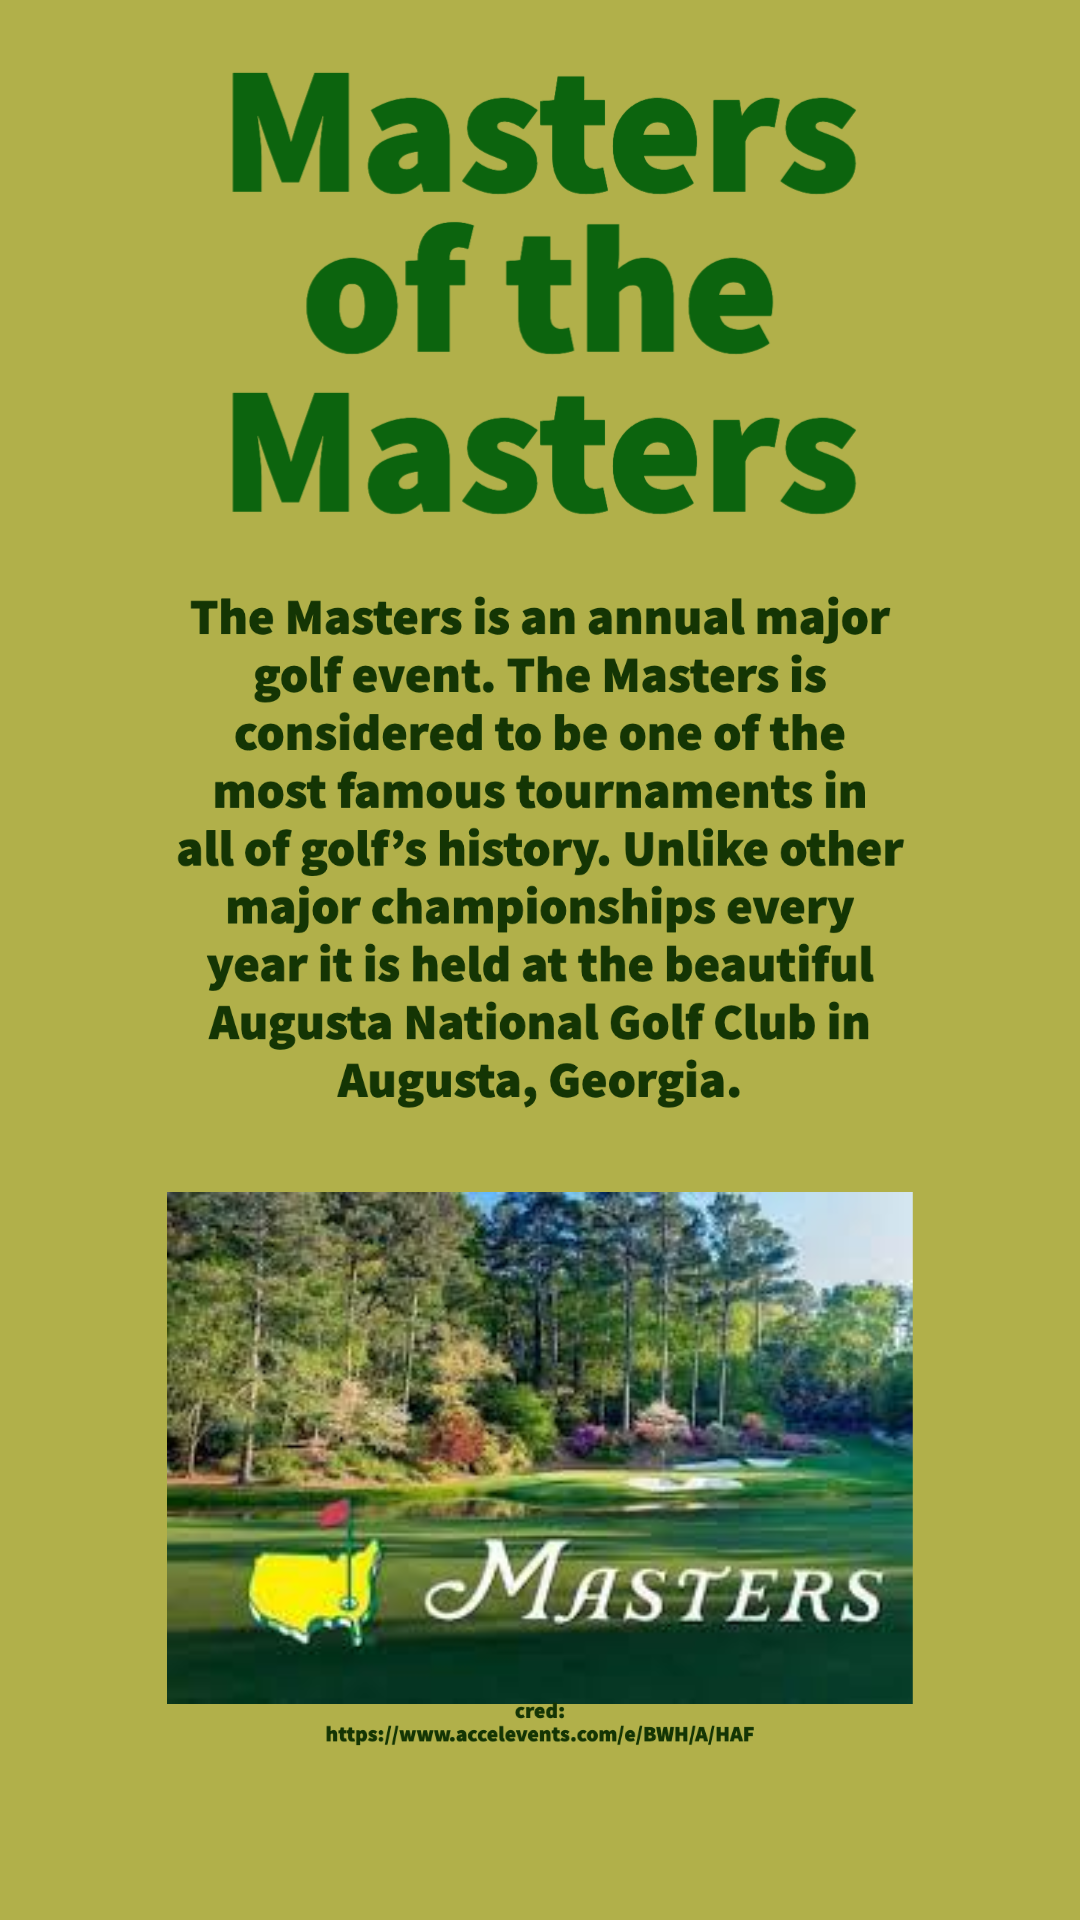 Masters
of the
Masters
The Masters is an annual major
golf event. The Masters is
considered to be one of the
most famous tournaments in
all of golf’s history. Unlike other
major championships every
year it is held at the beautiful
Augusta National Golf Club in
Augusta, Georgia.
MASTERS
cred:
https://www.accelevents.com/e/BWH/A/HAF